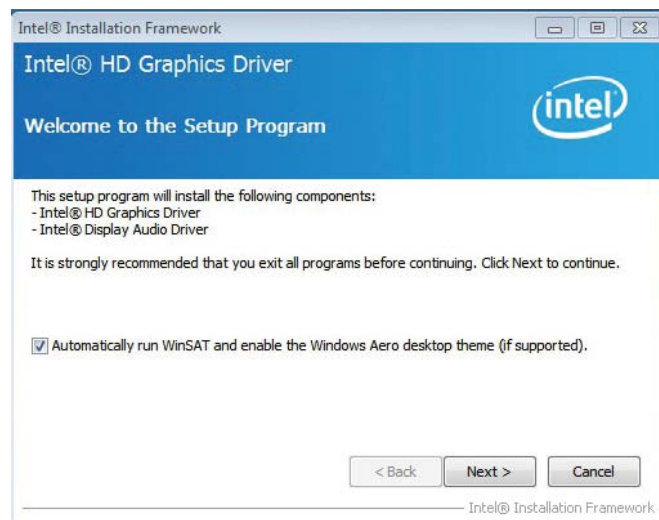 Intel® Installation Framework
Intel® HD Graphics Driver
Welcome to the Setup Program
intel
This setup program will install the following components:
- Intel® HD Graphics Driver
- Intel® Display Audio Driver
It is strongly recommended that you exit all programs before continuing. Click Next to continue.
Automatically run WinSAT and enable the Windows Aero desktop theme (if supported).
< Back
Next >
Cancel
Intel® Installation Framework